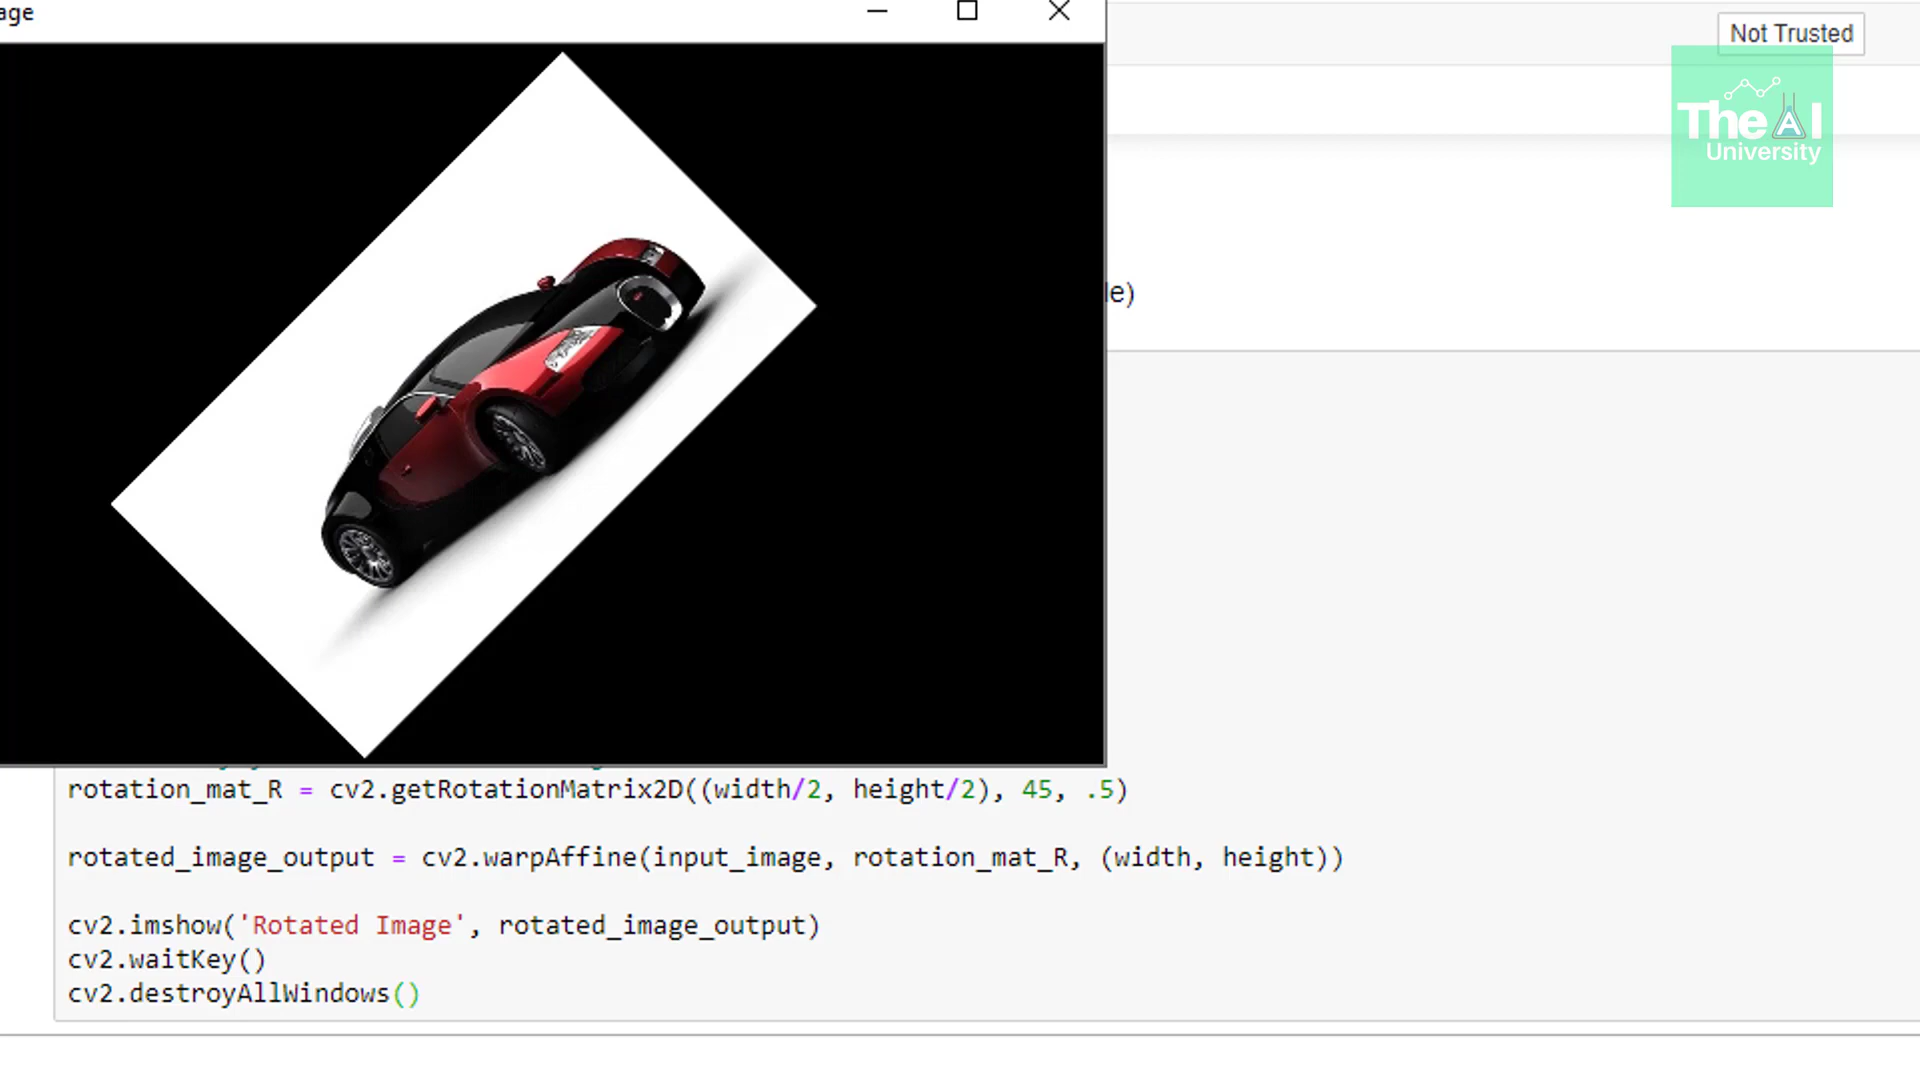 age
Not Trusted
The AI
University
le)
rotation_mat_R = cv2.getRotationMatrix2D((width/2, height/2), 45, .5)
rotated_image_output = cv2.warpAffine(input_image, rotation_mat_R, (width, height))
cv2.imshow('Rotated Image', rotated_image_output)
cv2.waitKey()
cv2.destroyAllWindows()